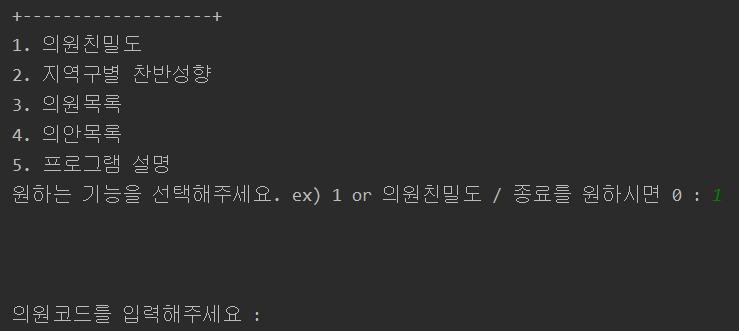 +-------------------+
1. 의원친밀도
2. 지역구별 찬반성향
3. 의원목록
4. 의안목록
5. 프로그램 설명
원하는 기능을 선택해주세요. ex) 1 or 의원친밀도 / 종료를 원하시면 0 : 1
의원코드를 입력해주세요 :